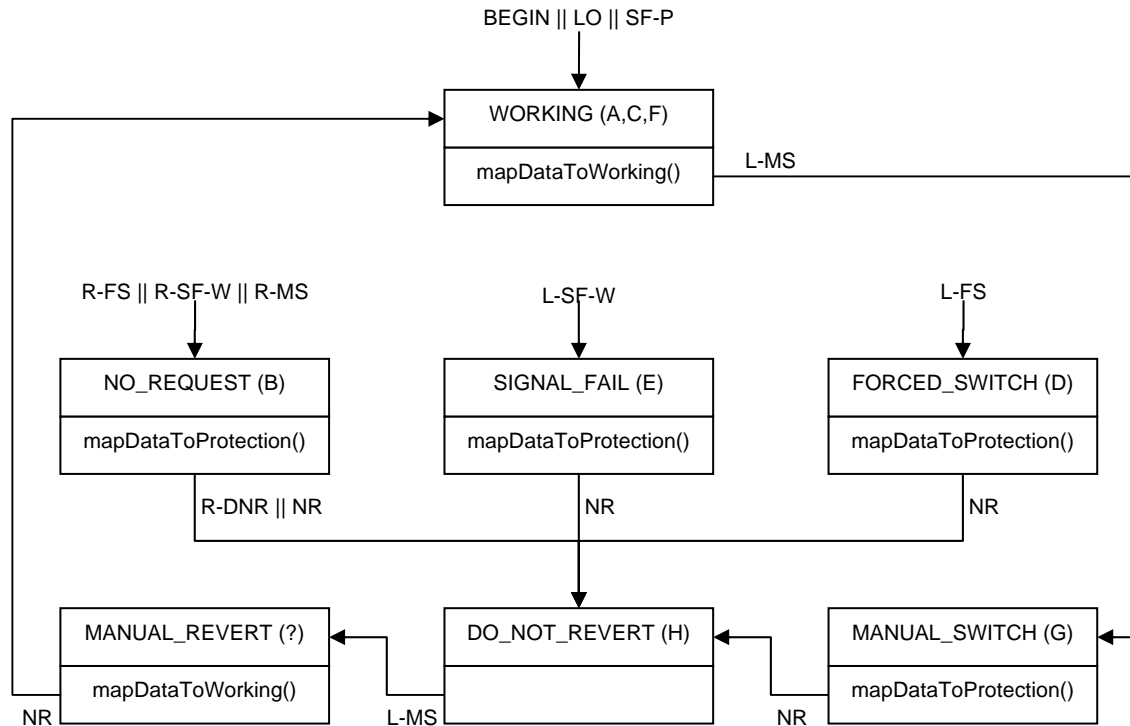 BEGIN || LO || SF-P
WORKING (A,C,F)
mapDataToWorking()
L-MS
R-FS || R-SF-W || R-MS
L-SF-W
L-FS
NO_REQUEST (B)
SIGNAL_FAIL (E)
FORCED_SWITCH (D)
mapDataToProtection()
mapDataToProtection()
mapDataToProtection()
R-DNR || NR
NR
NR
MANUAL_REVERT (?)
DO_NOT_REVERT (H)
MANUAL_SWITCH (G)
mapDataToWorking()
mapDataToProtection()
NR
L-MS
NR